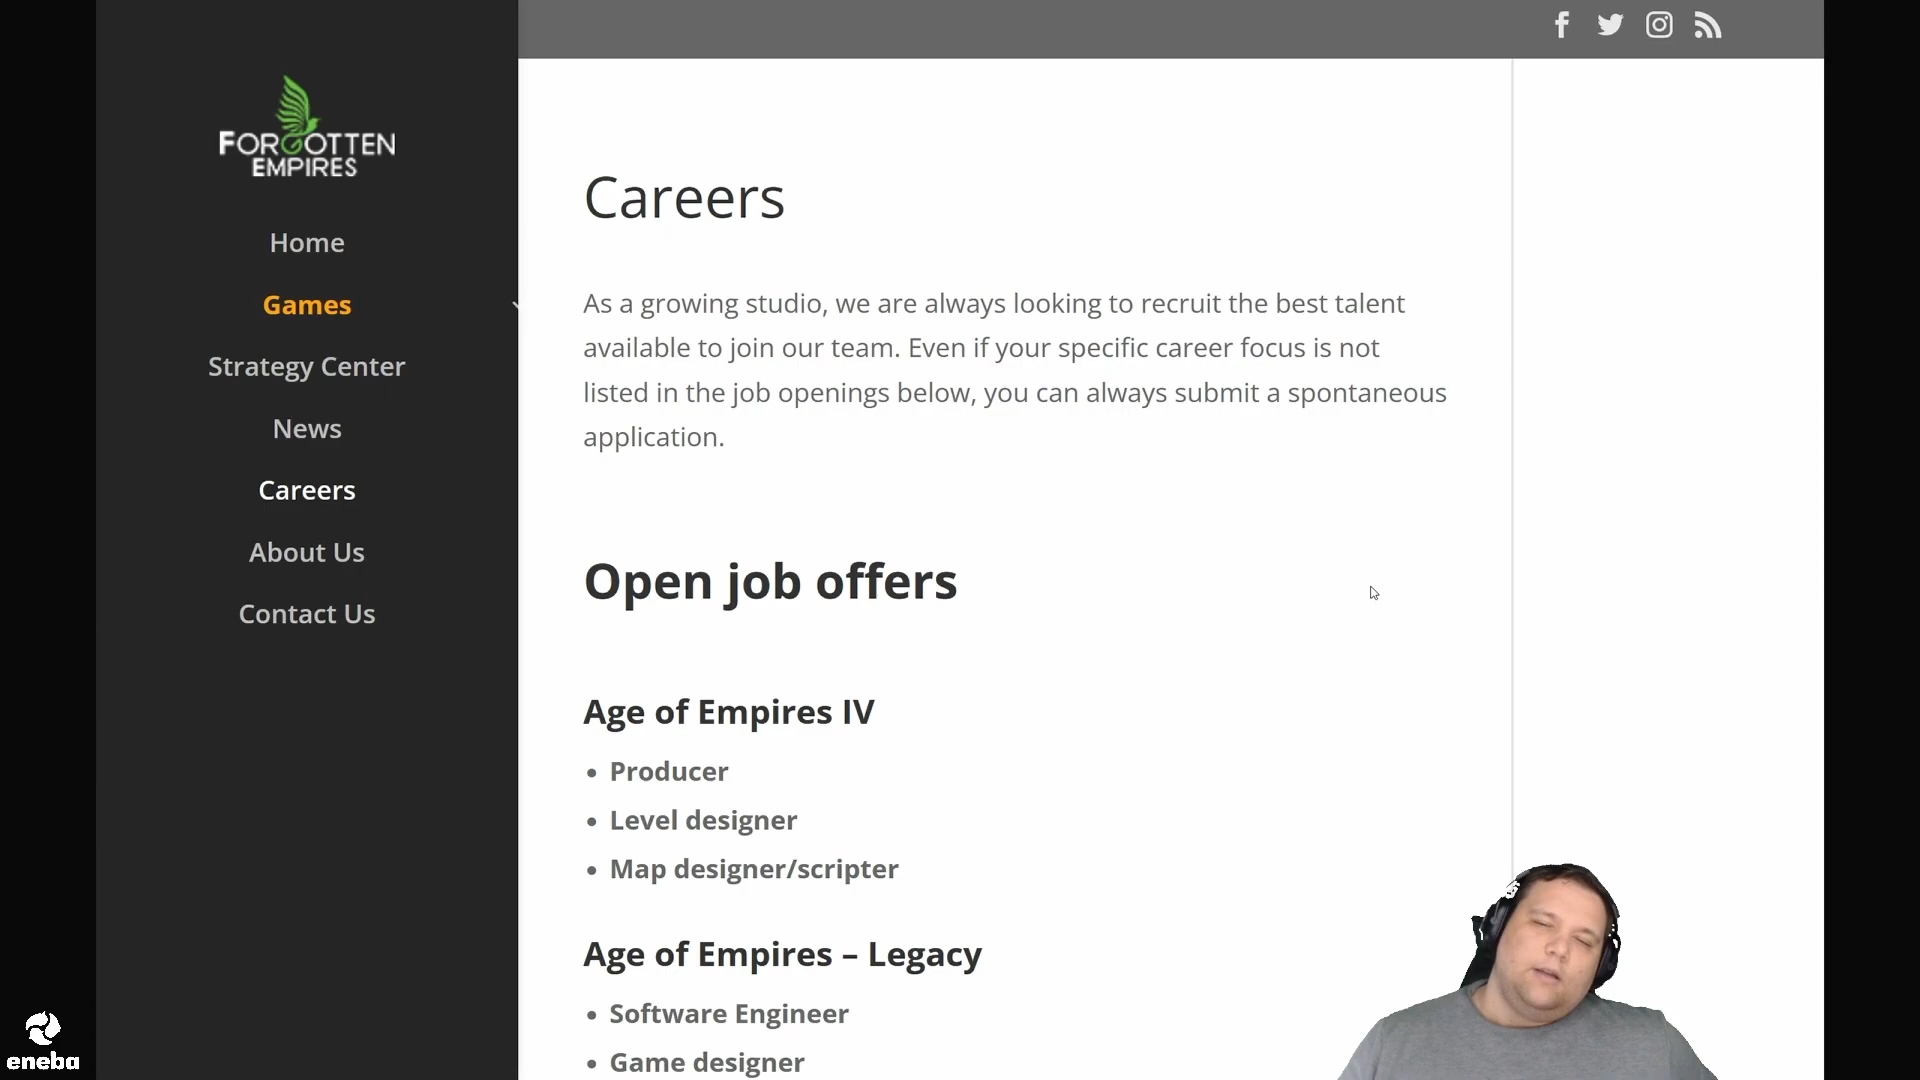 FORGOTTEN
EMPIRES
Home
Games
Strategy Center
News
Careers
About Us
Contact Us
Careers
As a growing studio, we are always looking to recruit the best talent
available to join our team. Even if your specific career focus is not
listed in the job openings below, you can always submit a spontaneous
application.
Open job offers
Age of Empires IV
• Producer
• Level designer
• Map designer/scripter
Age of Empires – Legacy
• Software Engineer
• Game designer
eneba